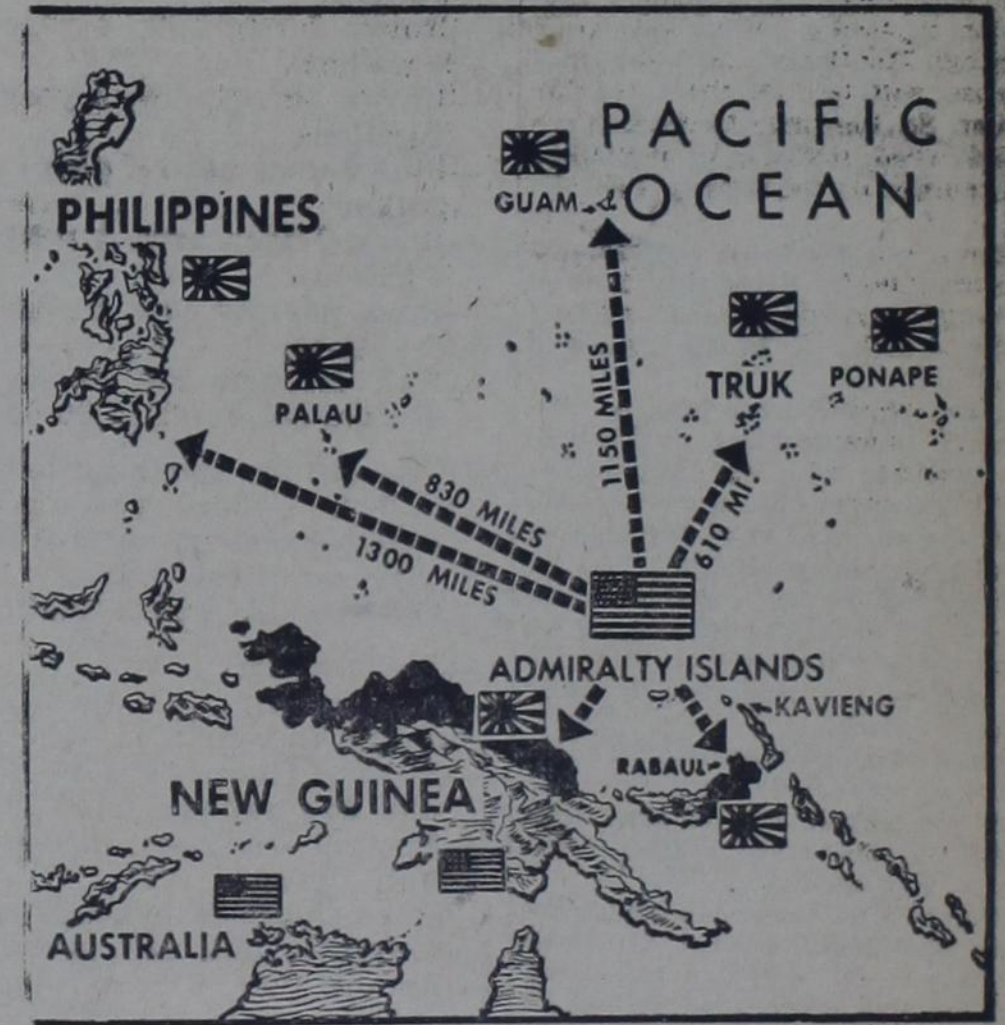 PACIFIC
OCEAN
GUAM
PHILIPPINES
TRUK
PONAPE
PALAU
1150 MILES
830 MILES
1300 MILES
610 MI.
ADMIRALTY ISLANDS
KAVIENG
RABAUL
NEW GUINEA
AUSTRALIA